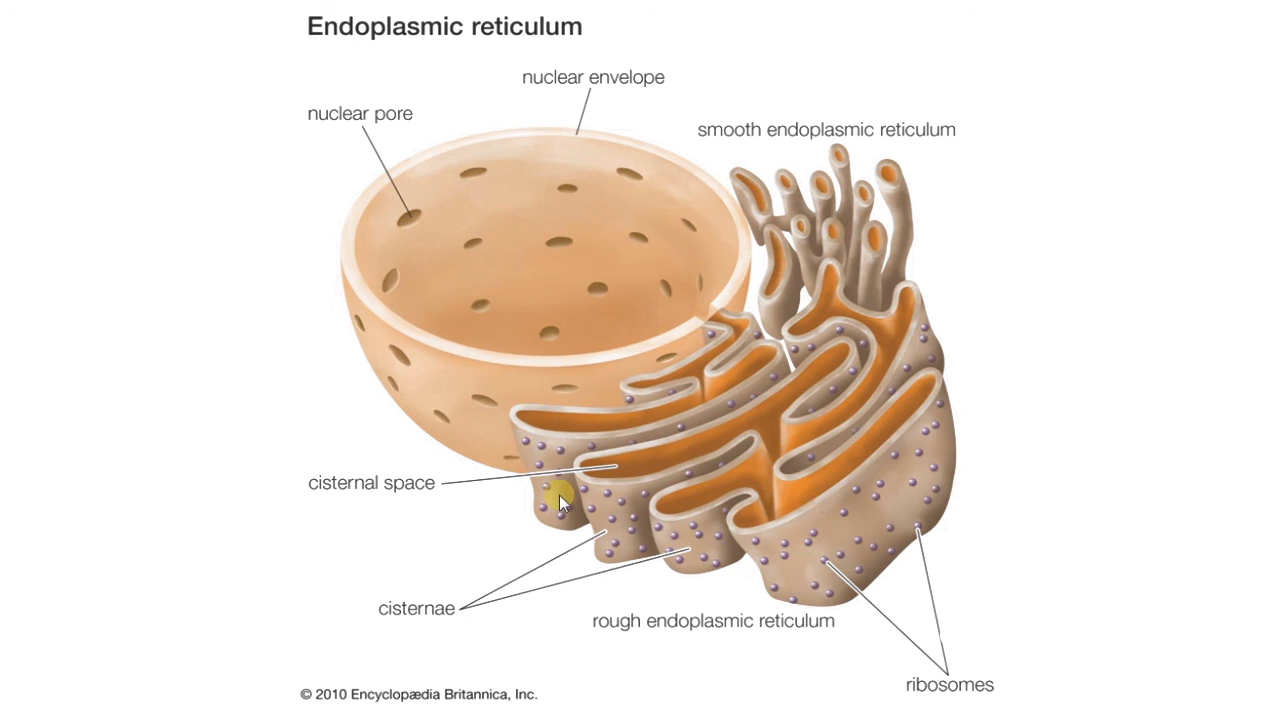 Endoplasmic reticulum
nuclear envelope
nuclear pore
smooth endoplasmic reticulum
cisternal space
cisternae
rough endoplasmic reticulum
ribosomes
© 2010 Encyclopædia Britannica, Inc.